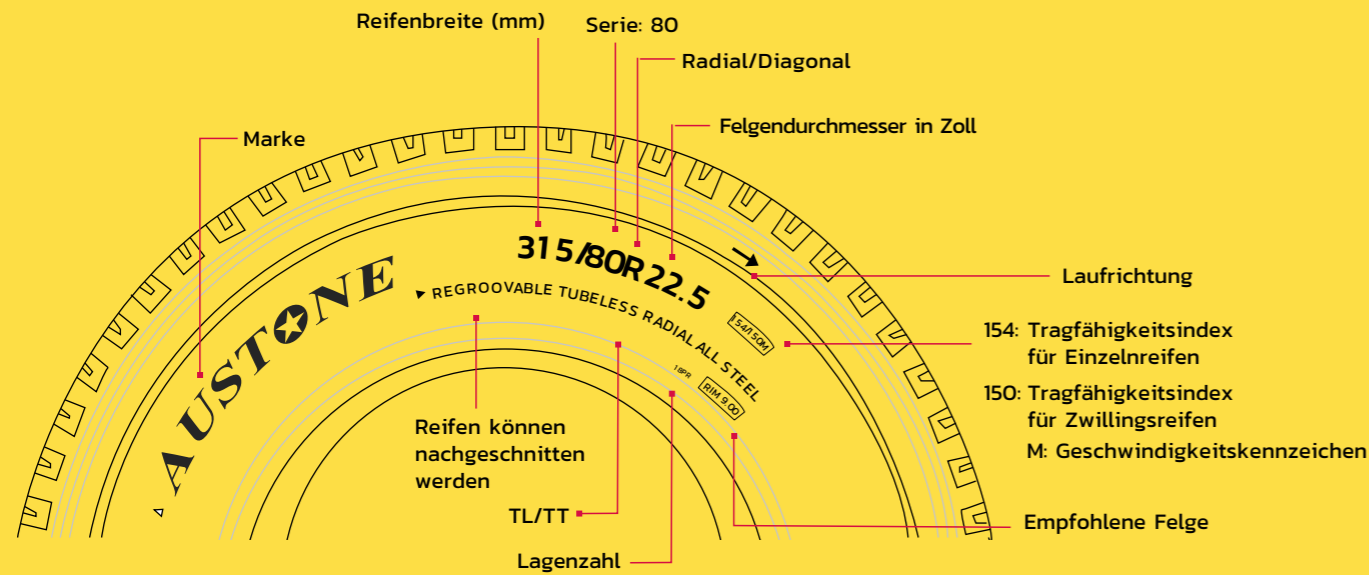 Reifenbreite (mm)
Serie: 80
Radial/Diagonal
Felgendurchmesser in Zoll
Marke
315/80R22.5
AUSTONE
REGROOVABLE TUBELESS RADIAL ALL STEEL
154/150M
18PR
RIM 9.00
Laufrichtung
154: Tragfähigkeitsindex
für Einzelnreifen
150: Tragfähigkeitsindex
für Zwillingsreifen
M: Geschwindigkeitskennzeichen
Reifen können
nachgeschnitten
werden
TL/TT
Empfohlene Felge
Lagenzahl